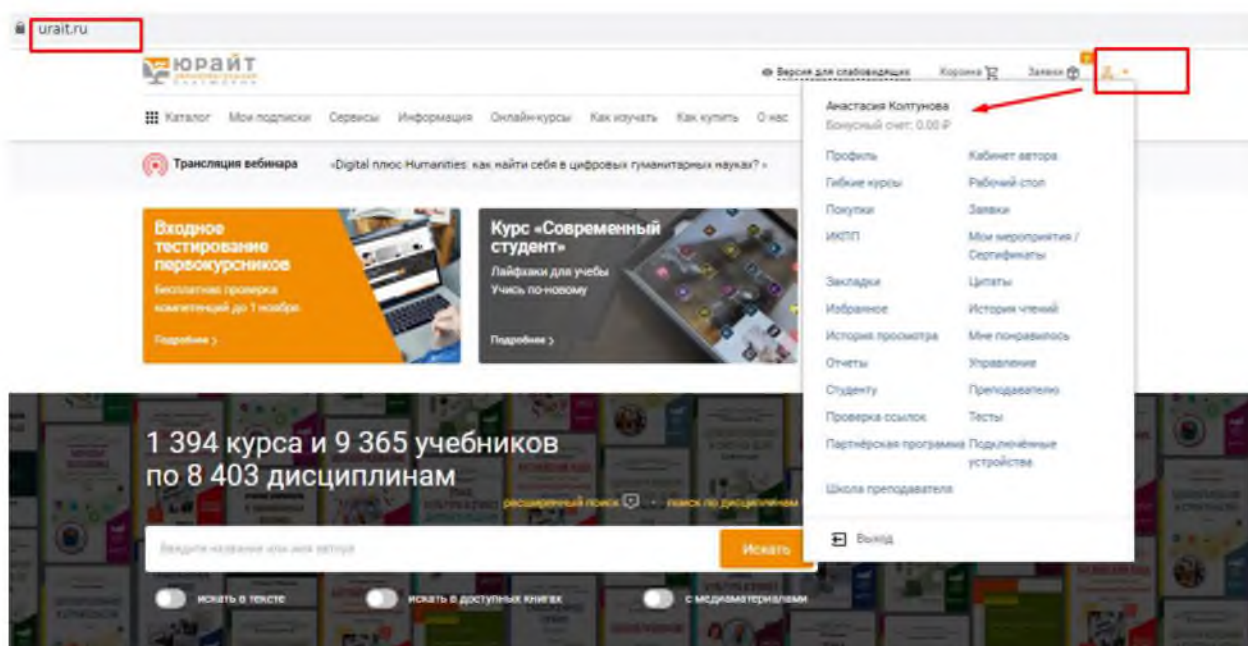 urait.ru
юрайт
Версия для слабовидящих Корзина Заявки
Каталог Мои подписки Сервисы Информация Онлайн-курсы Как изучать Как купить О нас
Трансляция вебинара «Digital плюс Humanities: как найти себя в цифровых гуманитарных науках? »
Анастасия Колтунова
Бонусный счет: 0.00 ₽
Профиль Кабинет автора
Гибкие курсы Рабочий стол
Покупки Заявки
ИКПП Мои мероприятия /
Сертификаты
Закладки Цитаты
Избранное История чтений
История просмотра Мне понравилось
Отчеты Управление
Студенту Преподавателю
Проверка ссылок Тесты
Партнёрская программа Подключённые
устройства
Школа преподавателя
Выход
Входное
тестирование
первокурсников
Бесплатная проверка
компетенций до 1 ноября
Подробнее >
Курс «Современный
студент»
Лайфхаки для учебы
Учись по-новому
Подробнее >
1 394 курса и 9 365 учебников
по 8 403 дисциплинам
расширенный поиск поиск по дисциплинам
Введите название или имя автора Искать
искать в тексте искать в доступных книгах с медиаматериалами